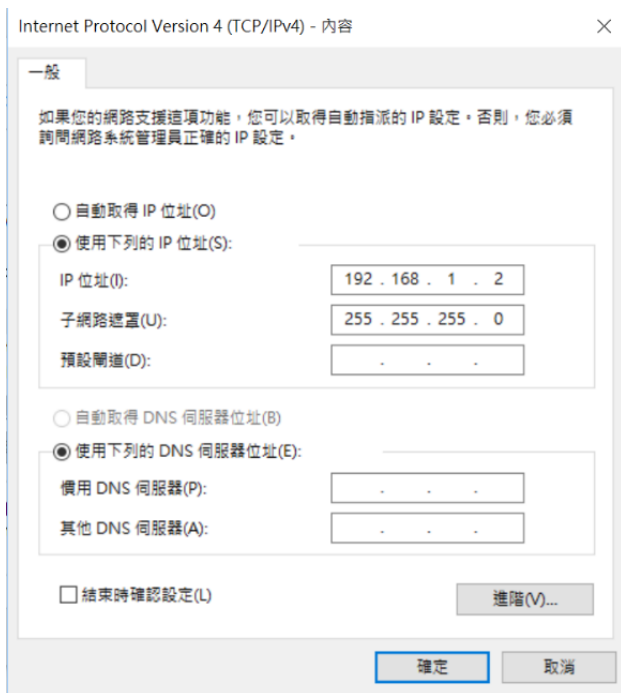 Internet Protocol Version 4 (TCP/IPv4) - 內容
一般
如果您的網路支援這項功能，您可以取得自動指派的 IP 設定。否則，您必須
詢問網路系統管理員正確的 IP 設定。
自動取得 IP 位址(O)
使用下列的 IP 位址(S):
IP 位址(I): 192 . 168 . 1 . 2
子網路遮罩(U): 255 . 255 . 255 . 0
預設閘道(D): . . .
自動取得 DNS 伺服器位址(B)
使用下列的 DNS 伺服器位址(E):
慣用 DNS 伺服器(P): . . .
其他 DNS 伺服器(A): . . .
結束時確認設定(L)
進階(V)...
確定 取消